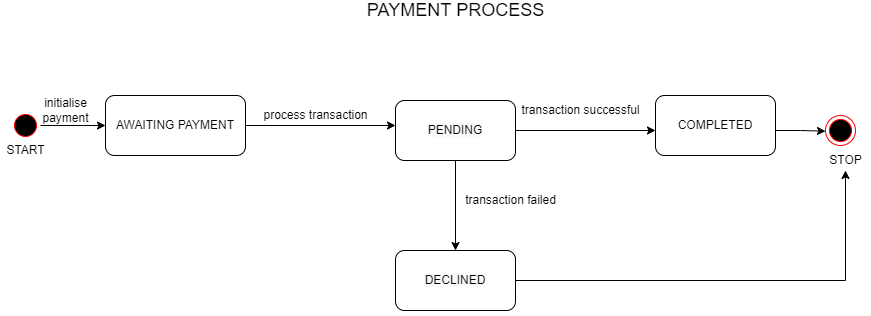 PAYMENT PROCESS
initialise
payment
START
AWAITING PAYMENT
process transaction
PENDING
transaction successful
COMPLETED
STOP
transaction failed
DECLINED